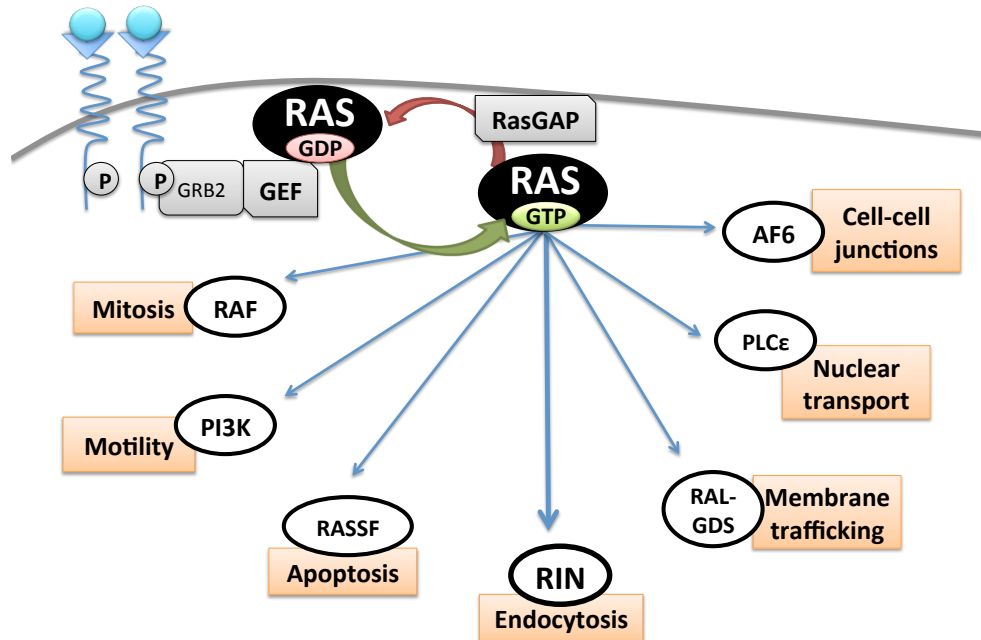 RAS
GDP
RasGAP
RAS
GTP
P
P
GRB2
GEF
AF6
Cell-cell
junctions
Mitosis
RAF
PLCε
Nuclear
transport
Motility
PI3K
RAL-
GDS
Membrane
trafficking
RASSF
Apoptosis
RIN
Endocytosis